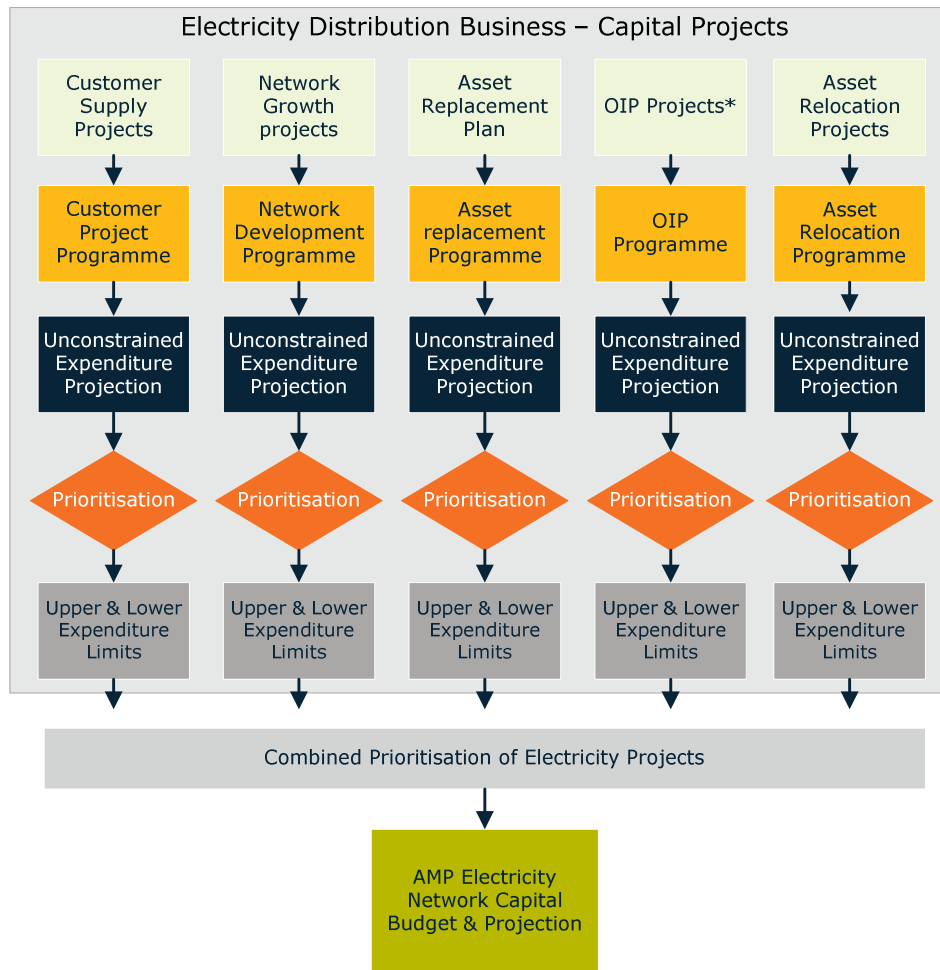 Electricity Distribution Business – Capital Projects
Customer
Supply
Projects
Network
Growth
projects
Asset
Replacement
Plan
OIP Projects*
Asset
Relocation
Projects
Customer
Project
Programme
Network
Development
Programme
Asset
replacement
Programme
OIP
Programme
Asset
Relocation
Programme
Unconstrained
Expenditure
Projection
Unconstrained
Expenditure
Projection
Unconstrained
Expenditure
Projection
Unconstrained
Expenditure
Projection
Unconstrained
Expenditure
Projection
Prioritisation
Prioritisation
Prioritisation
Prioritisation
Prioritisation
Upper & Lower
Expenditure
Limits
Upper & Lower
Expenditure
Limits
Upper & Lower
Expenditure
Limits
Upper & Lower
Expenditure
Limits
Upper & Lower
Expenditure
Limits
Combined Prioritisation of Electricity Projects
AMP Electricity
Network Capital
Budget & Projection